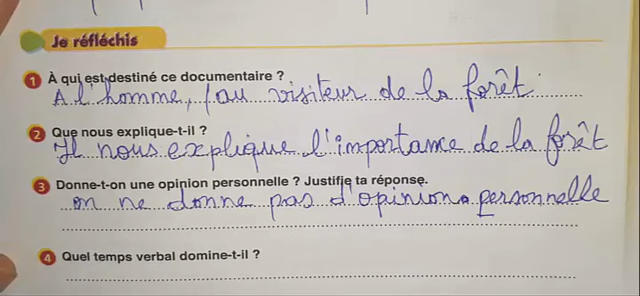 Je réfléchis
1 À qui est destiné ce documentaire ?
A l'homme, / au visiteur de la forêt.
2 Que nous explique-t-il ?
Il nous explique l'importance de la forêt
3 Donne-t-on une opinion personnelle ? Justifie ta réponse.
on ne donne pas d'opinion personnelle
4 Quel temps verbal domine-t-il ?